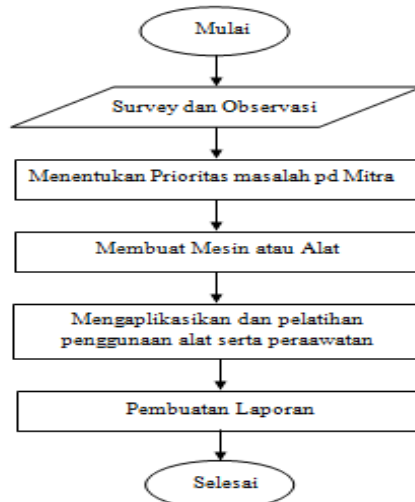 Mulai
Survey dan Observasi
Menentukan Prioritas masalah pd Mitra
Membuat Mesin atau Alat
Mengaplikasikan dan pelatihan
penggunaan alat serta peraawatan
Pembuatan Laporan
Selesai